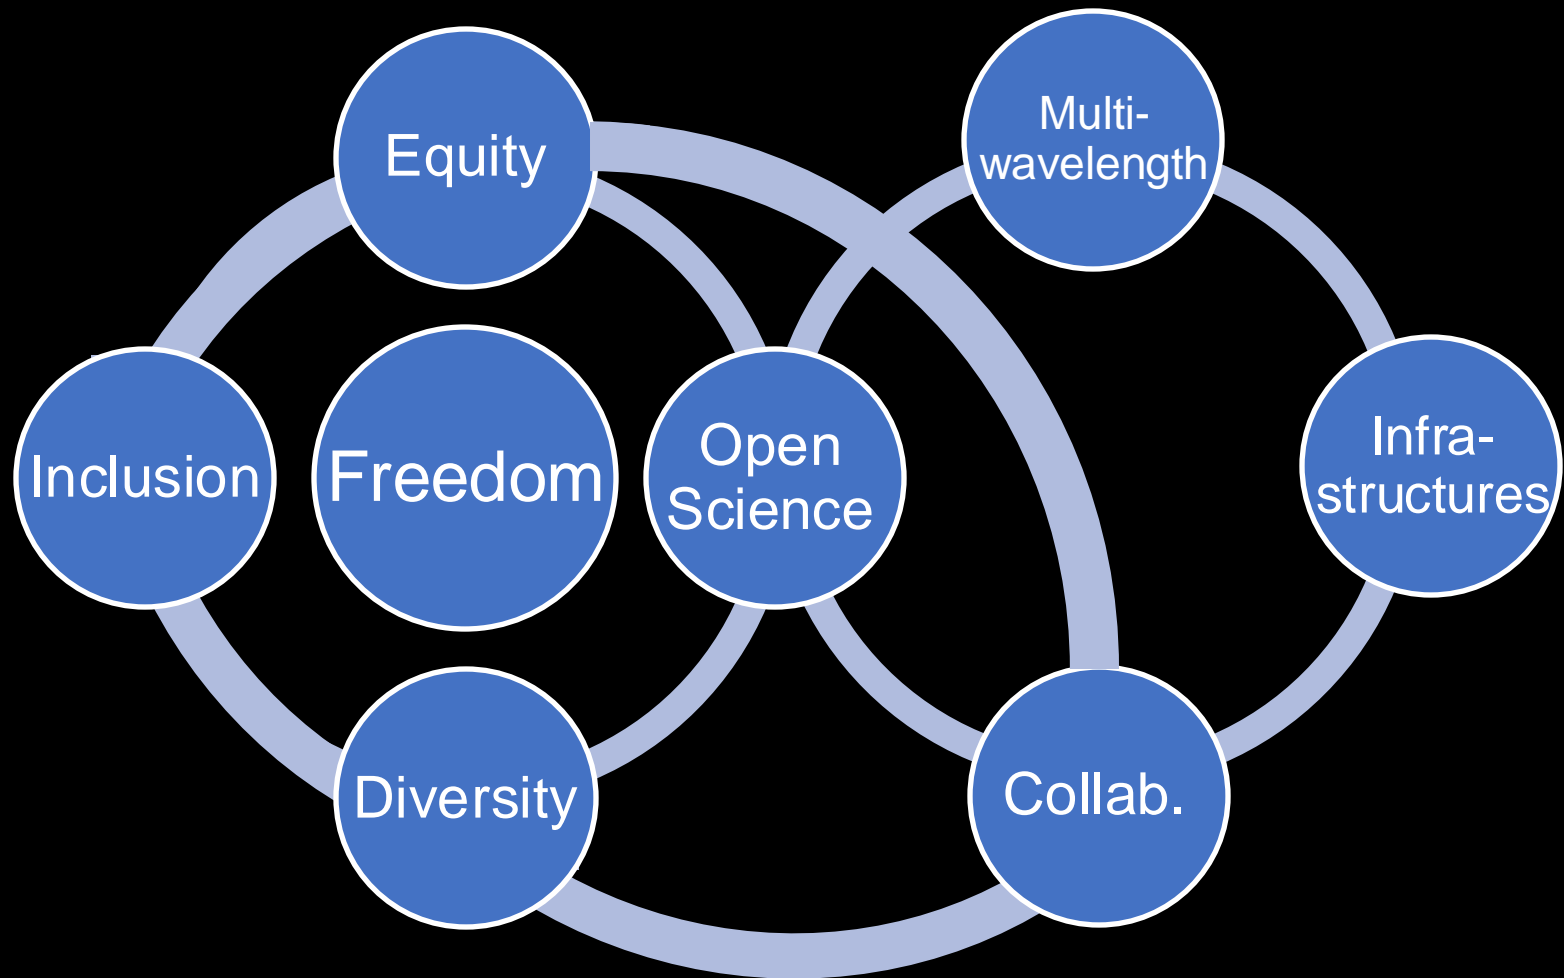 Equity
Multi-
wavelength
Inclusion
Freedom
Open
Science
Infra-
structures
Diversity
Collab.